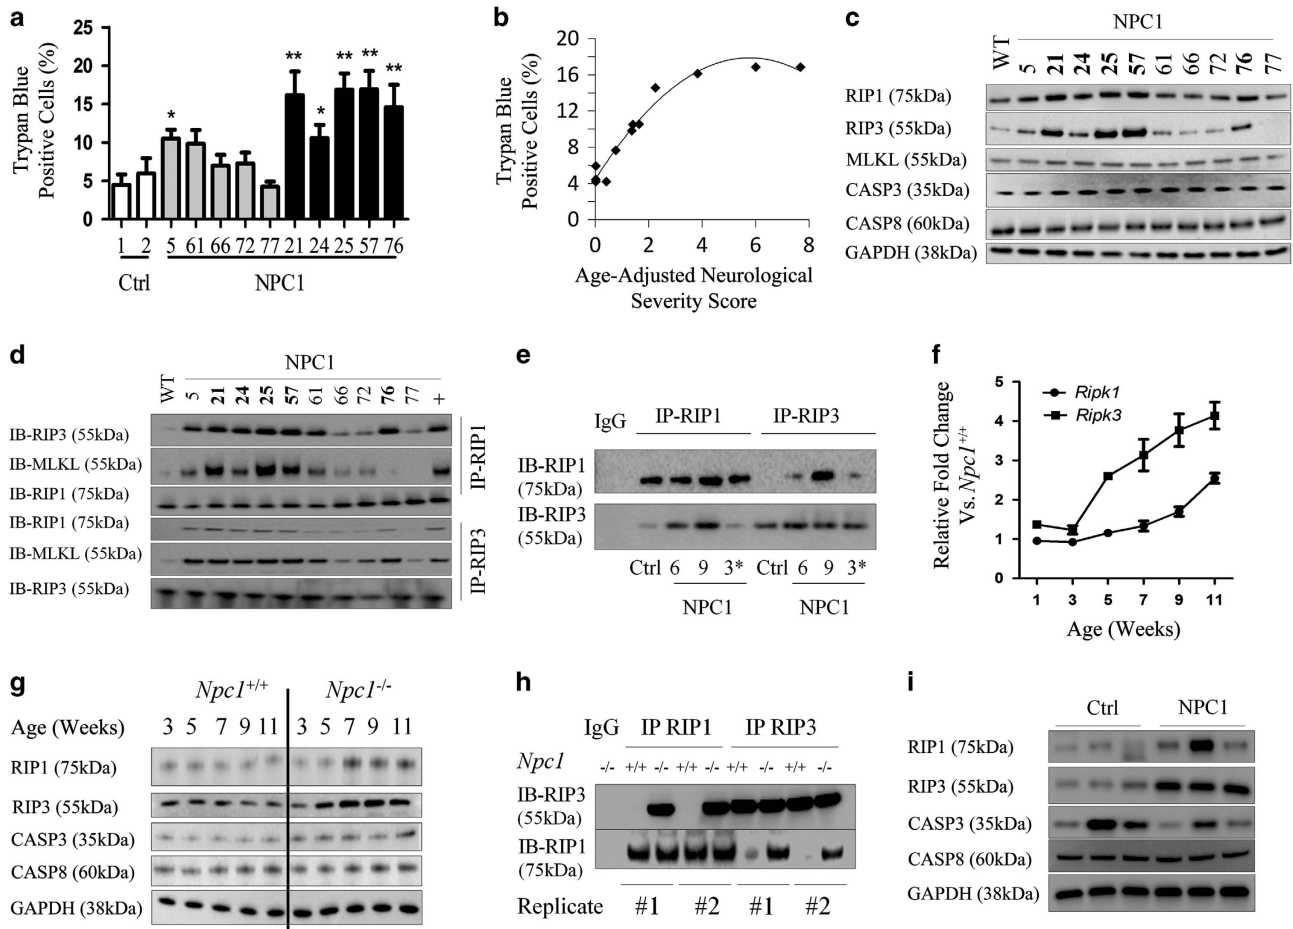 a
Trypan Blue
Positive Cells (%)
25
20
15
10
5
0
*
**
*
**
**
**
1 2 5 61 66 72 77 21 24 25 57 76
Ctrl NPC1
b
Trypan Blue
Positive Cells (%)
20
16
12
8
4
0
0 2 4 6 8
Age-Adjusted Neurological
Severity Score
c
NPC1
WT 5 21 24 25 57 61 66 72 76 77
RIP1 (75kDa)
RIP3 (55kDa)
MLKL (55kDa)
CASP3 (35kDa)
CASP8 (60kDa)
GAPDH (38kDa)
d
NPC1
WT 5 21 24 25 57 61 66 72 76 77 +
IB-RIP3 (55kDa)
IB-MLKL (55kDa)
IB-RIP1 (75kDa)
IP-RIP1
IB-RIP1 (75kDa)
IB-MLKL (55kDa)
IB-RIP3 (55kDa)
IP-RIP3
e
IgG IP-RIP1 IP-RIP3
IB-RIP1
(75kDa)
IB-RIP3
(55kDa)
Ctrl 6 9 3* Ctrl 6 9 3*
NPC1 NPC1
f
Relative Fold Change
Vs. Npc1+/+
5
4
3
2
1
0
Ripk1
Ripk3
1 3 5 7 9 11
Age (Weeks)
g
Npc1+/+ Npc1-/-
Age (Weeks) 3 5 7 9 11 3 5 7 9 11
RIP1 (75kDa)
RIP3 (55kDa)
CASP3 (35kDa)
CASP8 (60kDa)
GAPDH (38kDa)
h
IgG IP RIP1 IP RIP3
Npc1 -/- +/+ -/- +/+ -/- +/+ -/- +/+ -/-
IB-RIP3
(55kDa)
IB-RIP1
(75kDa)
Replicate #1 #2 #1 #2
i
Ctrl NPC1
RIP1 (75kDa)
RIP3 (55kDa)
CASP3 (35kDa)
CASP8 (60kDa)
GAPDH (38kDa)